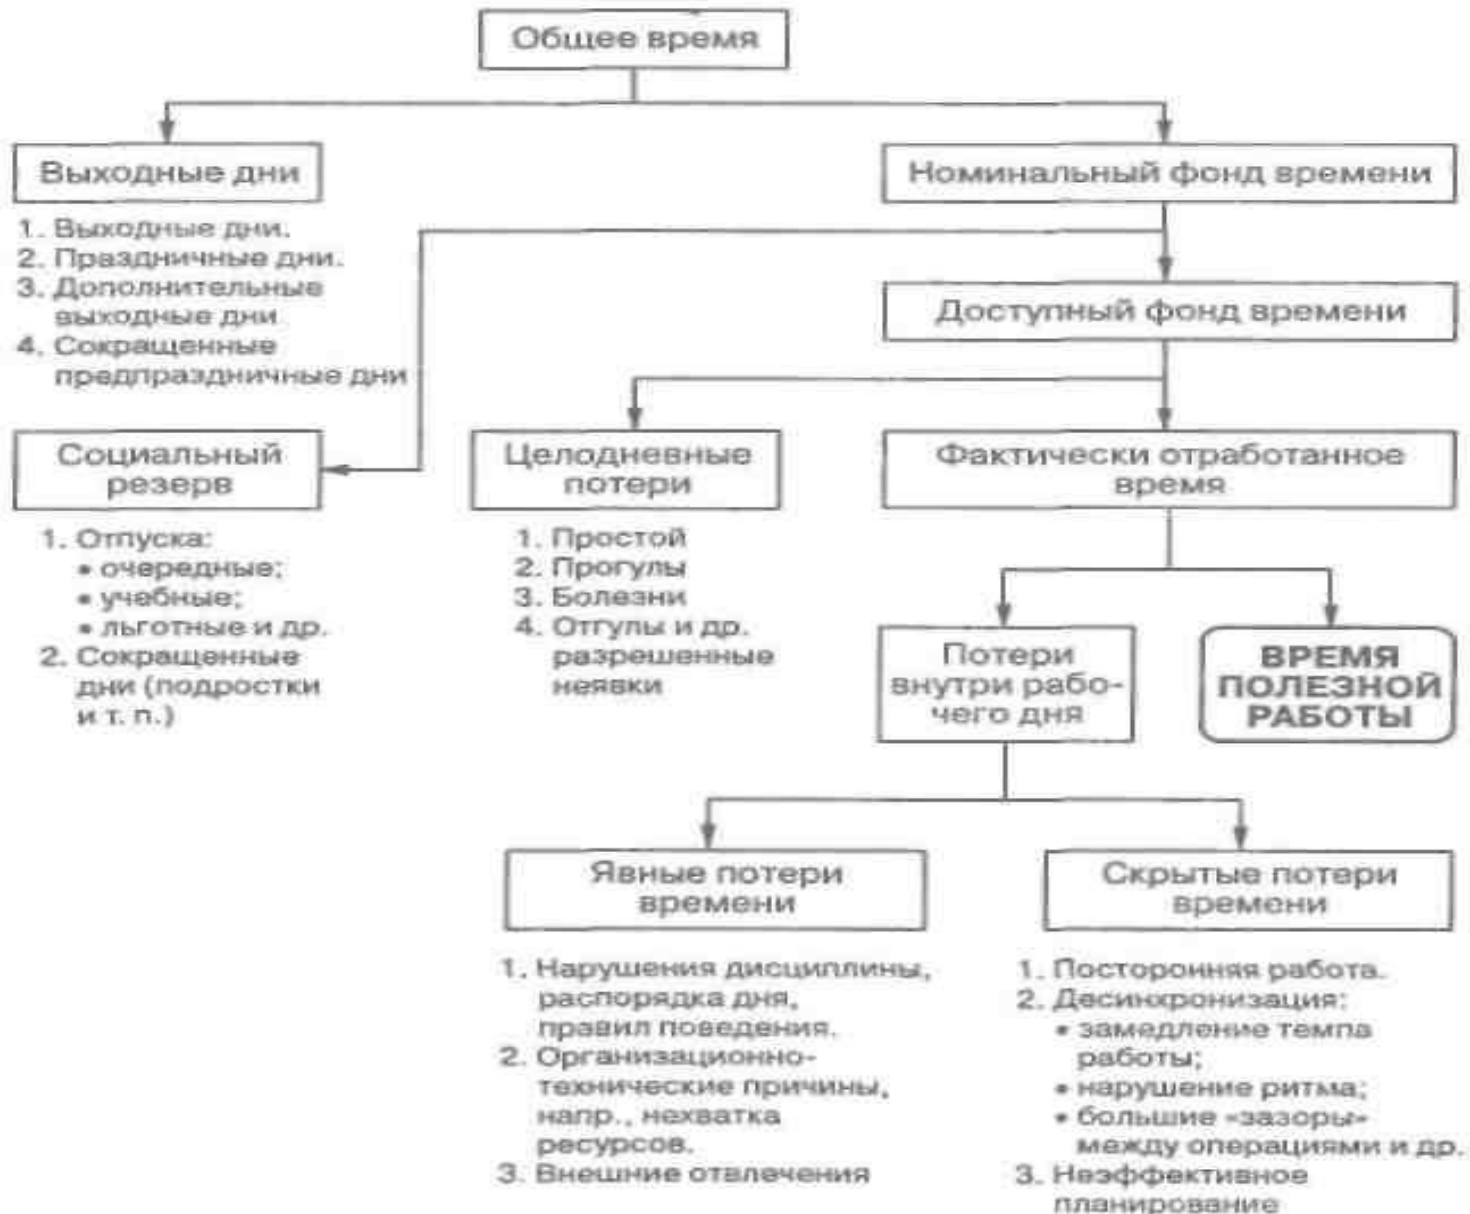 Общее время
Выходные дни
1. Выходные дни.
2. Праздничные дни.
3. Дополнительные
выходные дни
4. Сокращенные
предпраздничные дни
Номинальный фонд времени
Доступный фонд времени
Социальный
резерв
1. Отпуска:
• очередные;
• учебные;
• льготные и др.
2. Сокращенные
дни (подростки
и т. п.)
Целодневные
потери
1. Простой
2. Прогулы
3. Болезни
4. Отгулы и др.
разрешенные
неявки
Фактически отработанное
время
Потери
внутри рабо-
чего дня
ВРЕМЯ
ПОЛЕЗНОЙ
РАБОТЫ
Явные потери
времени
1. Нарушения дисциплины,
распорядка дня,
правил поведения.
2. Организационно-
технические причины,
напр., нехватка
ресурсов.
3. Внешние отвлечения
Скрытые потери
времени
1. Посторонняя работа.
2. Десинхронизация:
• замедление темпа
работы;
• нарушение ритма;
• большие «зазоры»
между операциями и др.
3. Неэффективное
планирование